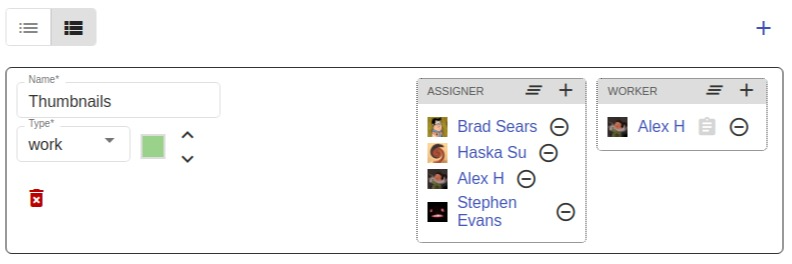 Name*
Thumbnails
Type*
work
ASSIGNER
Brad Sears
Haska Su
Alex H
Stephen
Evans
WORKER
Alex H